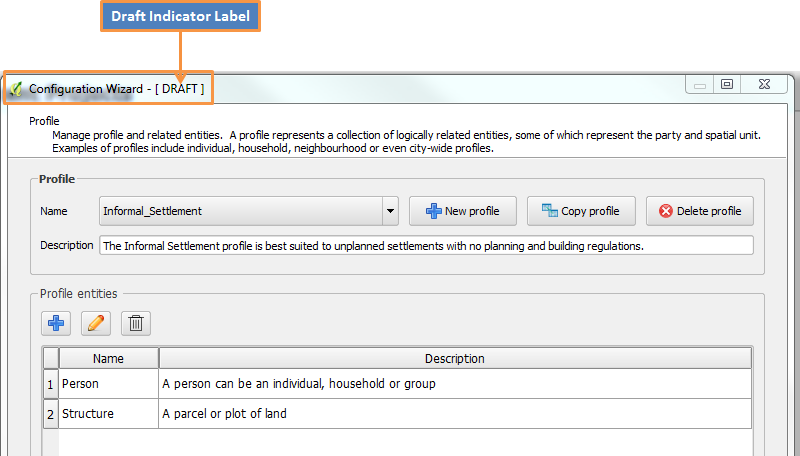 Draft Indicator Label
Configuration Wizard - [ DRAFT ]
Profile
Manage profile and related entities.  A profile represents a collection of logically related entities, some of which represent the party and spatial unit.
Examples of profiles include individual, household, neighbourhood or even city-wide profiles.
Profile
Name Informal_Settlement New profile Copy profile Delete profile
Description The Informal Settlement profile is best suited to unplanned settlements with no planning and building regulations.
Profile entities
Name Description
1 Person A person can be an individual, household or group
2 Structure A parcel or plot of land